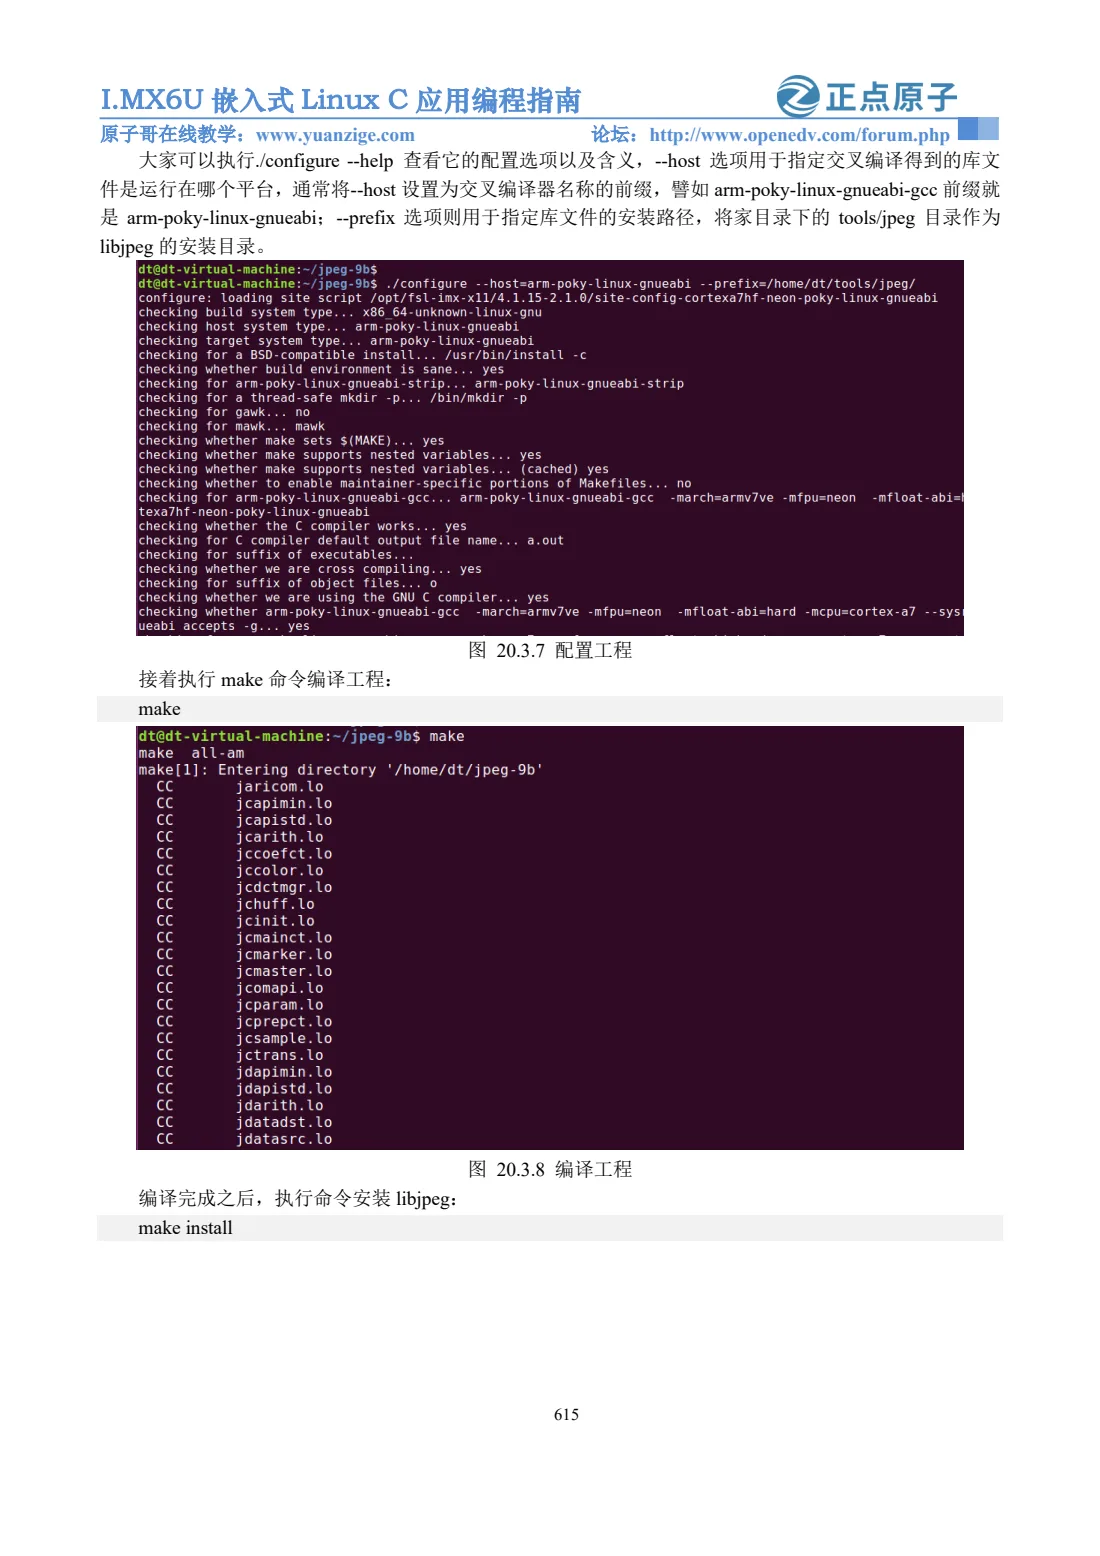 I.MX6U 嵌入式 Linux C 应用编程指南
正点原子
原子哥在线教学：www.yuanzige.com 论坛：http://www.openedv.com/forum.php
大家可以执行./configure --help 查看它的配置选项以及含义，--host 选项用于指定交叉编译得到的库文
件是运行在哪个平台，通常将--host 设置为交叉编译器名称的前缀，譬如 arm-poky-linux-gnueabi-gcc 前缀就
是 arm-poky-linux-gnueabi；--prefix 选项则用于指定库文件的安装路径，将家目录下的 tools/jpeg 目录作为
libjpeg 的安装目录。
dt@dt-virtual-machine:~/jpeg-9b$
dt@dt-virtual-machine:~/jpeg-9b$ ./configure --host=arm-poky-linux-gnueabi --prefix=/home/dt/tools/jpeg/
configure: loading site script /opt/fsl-imx-x11/4.1.15-2.1.0/site-config-cortexa7hf-neon-poky-linux-gnueabi
checking build system type... x86_64-unknown-linux-gnu
checking host system type... arm-poky-linux-gnueabi
checking target system type... arm-poky-linux-gnueabi
checking for a BSD-compatible install... /usr/bin/install -c
checking whether build environment is sane... yes
checking for arm-poky-linux-gnueabi-strip... arm-poky-linux-gnueabi-strip
checking for a thread-safe mkdir -p... /bin/mkdir -p
checking for gawk... no
checking for mawk... mawk
checking whether make sets $(MAKE)... yes
checking whether make supports nested variables... yes
checking whether make supports nested variables... (cached) yes
checking whether to enable maintainer-specific portions of Makefiles... no
checking for arm-poky-linux-gnueabi-gcc... arm-poky-linux-gnueabi-gcc  -march=armv7ve -mfpu=neon  -mfloat-abi=h
texa7hf-neon-poky-linux-gnueabi
checking whether the C compiler works... yes
checking for C compiler default output file name... a.out
checking for suffix of executables...
checking whether we are cross compiling... yes
checking for suffix of object files... o
checking whether we are using the GNU C compiler... yes
checking whether arm-poky-linux-gnueabi-gcc  -march=armv7ve -mfpu=neon  -mfloat-abi=hard -mcpu=cortex-a7 --sysr
ueabi accepts -g... yes
图 20.3.7 配置工程
接着执行 make 命令编译工程：
make
dt@dt-virtual-machine:~/jpeg-9b$ make
make  all-am
make[1]: Entering directory '/home/dt/jpeg-9b'
CC jaricom.lo
CC jcapimin.lo
CC jcapistd.lo
CC jcarith.lo
CC jccoefct.lo
CC jccolor.lo
CC jcdctmgr.lo
CC jchuff.lo
CC jcinit.lo
CC jcmainct.lo
CC jcmarker.lo
CC jcmaster.lo
CC jcomapi.lo
CC jcparam.lo
CC jcprepct.lo
CC jcsample.lo
CC jctrans.lo
CC jdapimin.lo
CC jdapistd.lo
CC jdarith.lo
CC jdatadst.lo
CC jdatasrc.lo
图 20.3.8 编译工程
编译完成之后，执行命令安装 libjpeg：
make install
615